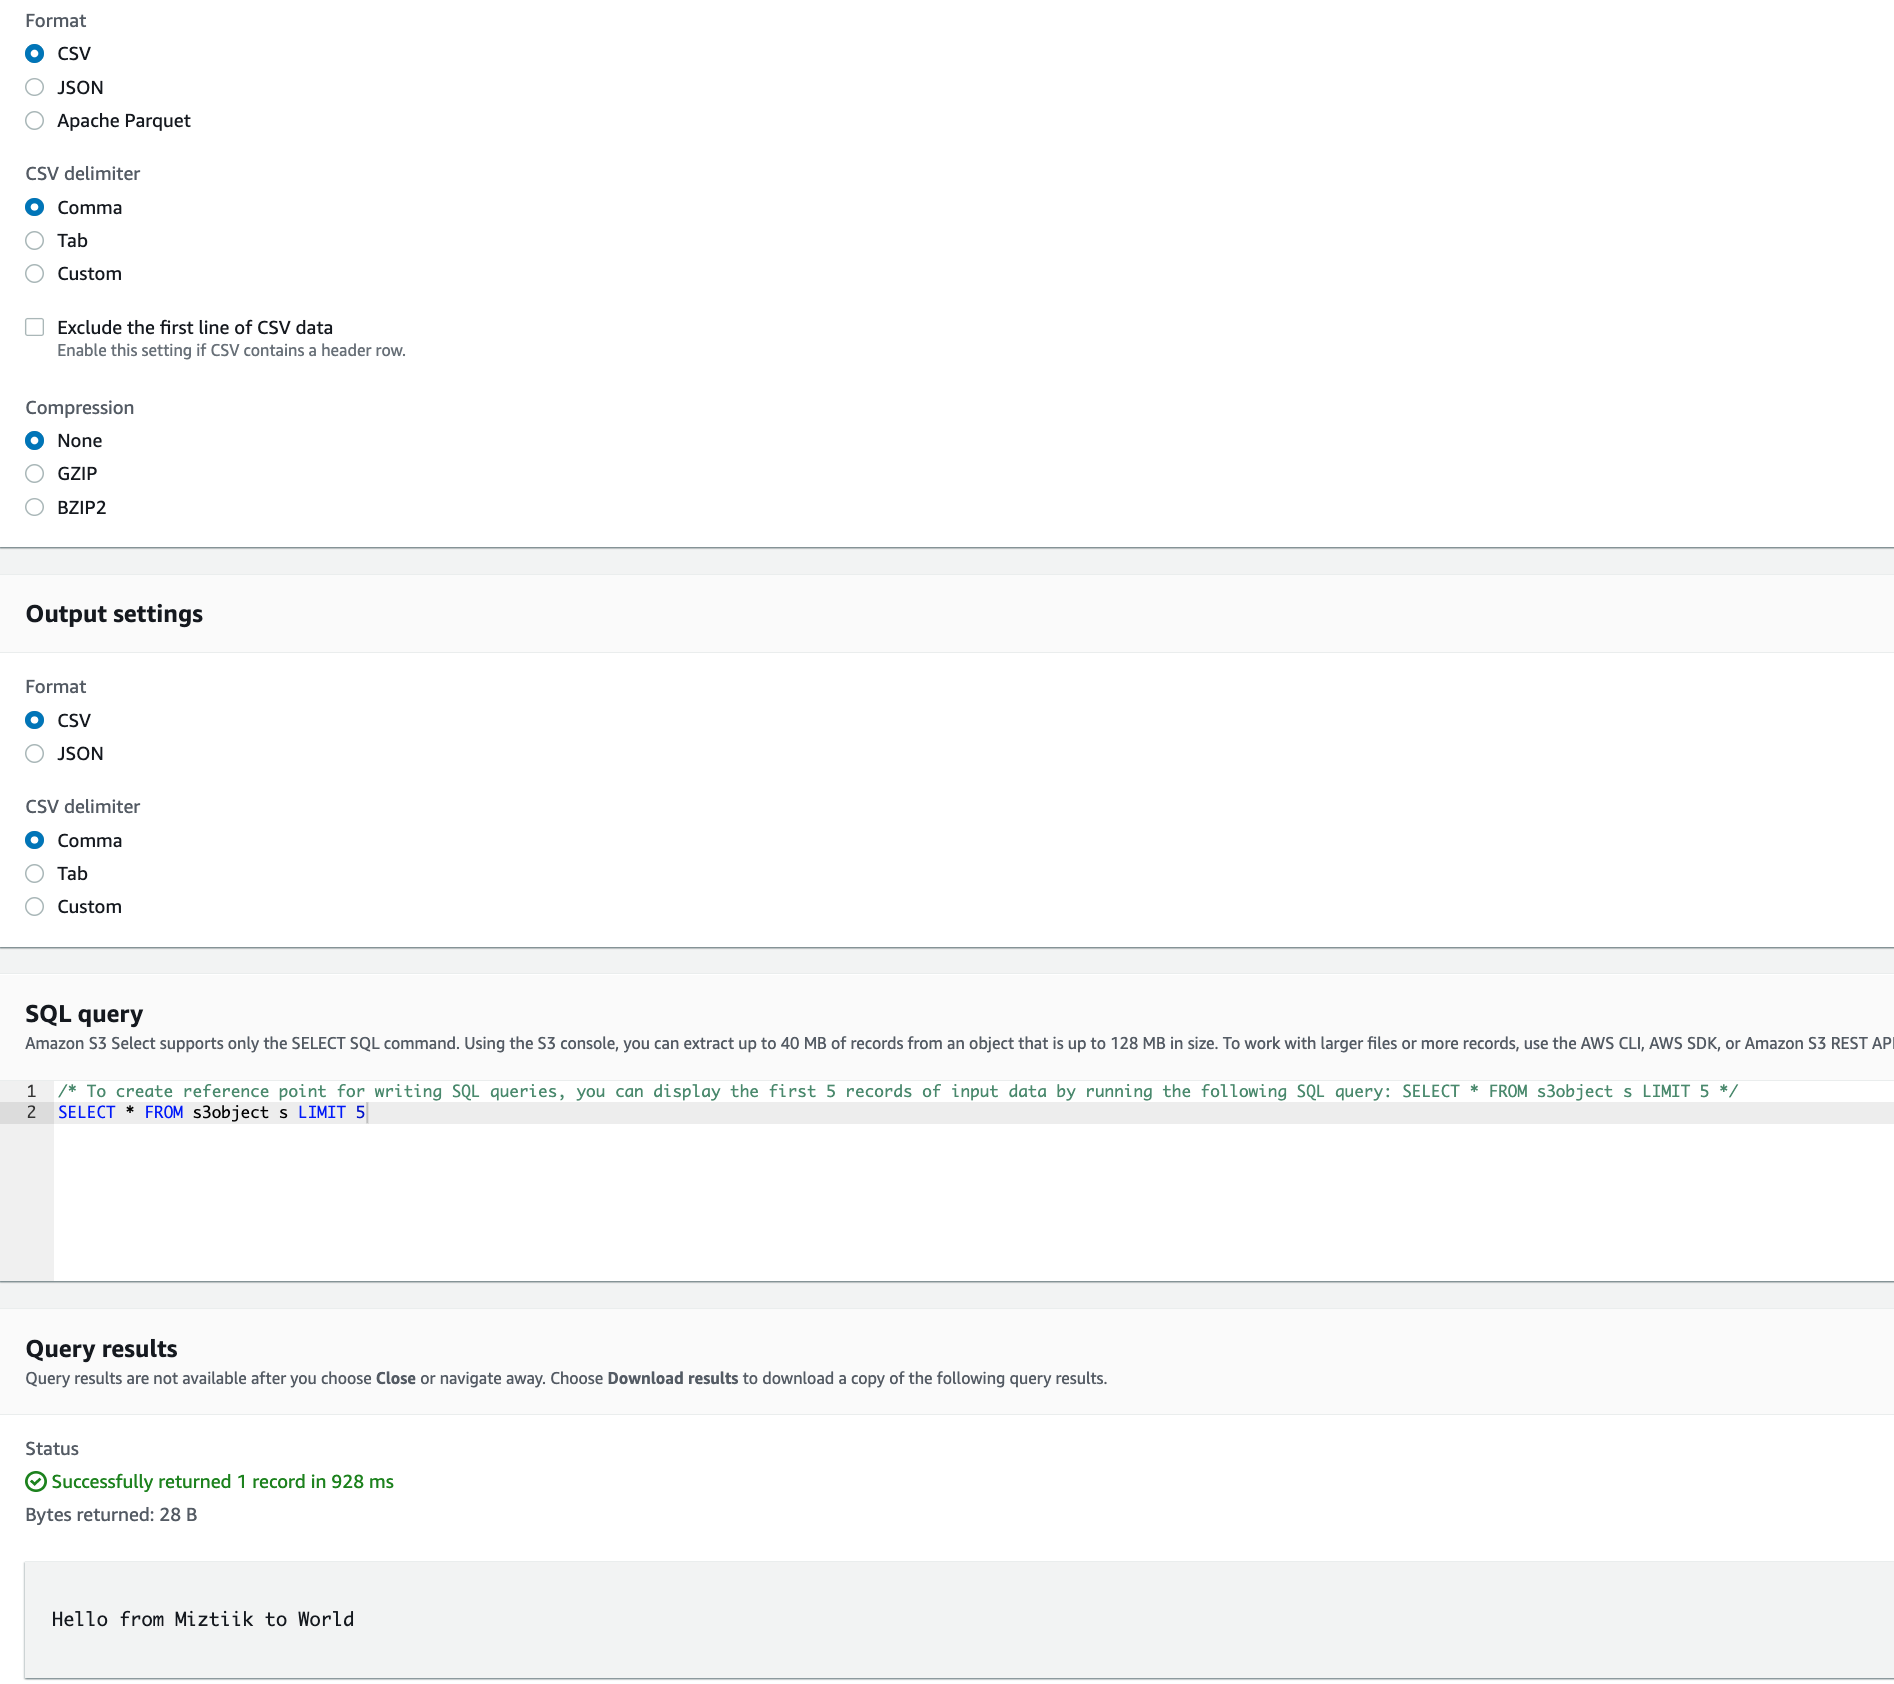 Format
CSV
JSON
Apache Parquet
CSV delimiter
Comma
Tab
Custom
Exclude the first line of CSV data
Enable this setting if CSV contains a header row.
Compression
None
GZIP
BZIP2
Output settings
Format
CSV
JSON
CSV delimiter
Comma
Tab
Custom
SQL query
Amazon S3 Select supports only the SELECT SQL command. Using the S3 console, you can extract up to 40 MB of records from an object that is up to 128 MB in size. To work with larger files or more records, use the AWS CLI, AWS SDK, or Amazon S3 REST API
1 /* To create reference point for writing SQL queries, you can display the first 5 records of input data by running the following SQL query: SELECT * FROM s3object s LIMIT 5 */
2 SELECT * FROM s3object s LIMIT 5
Query results
Query results are not available after you choose Close or navigate away. Choose Download results to download a copy of the following query results.
Status
Successfully returned 1 record in 928 ms
Bytes returned: 28 B
Hello from Miztiik to World